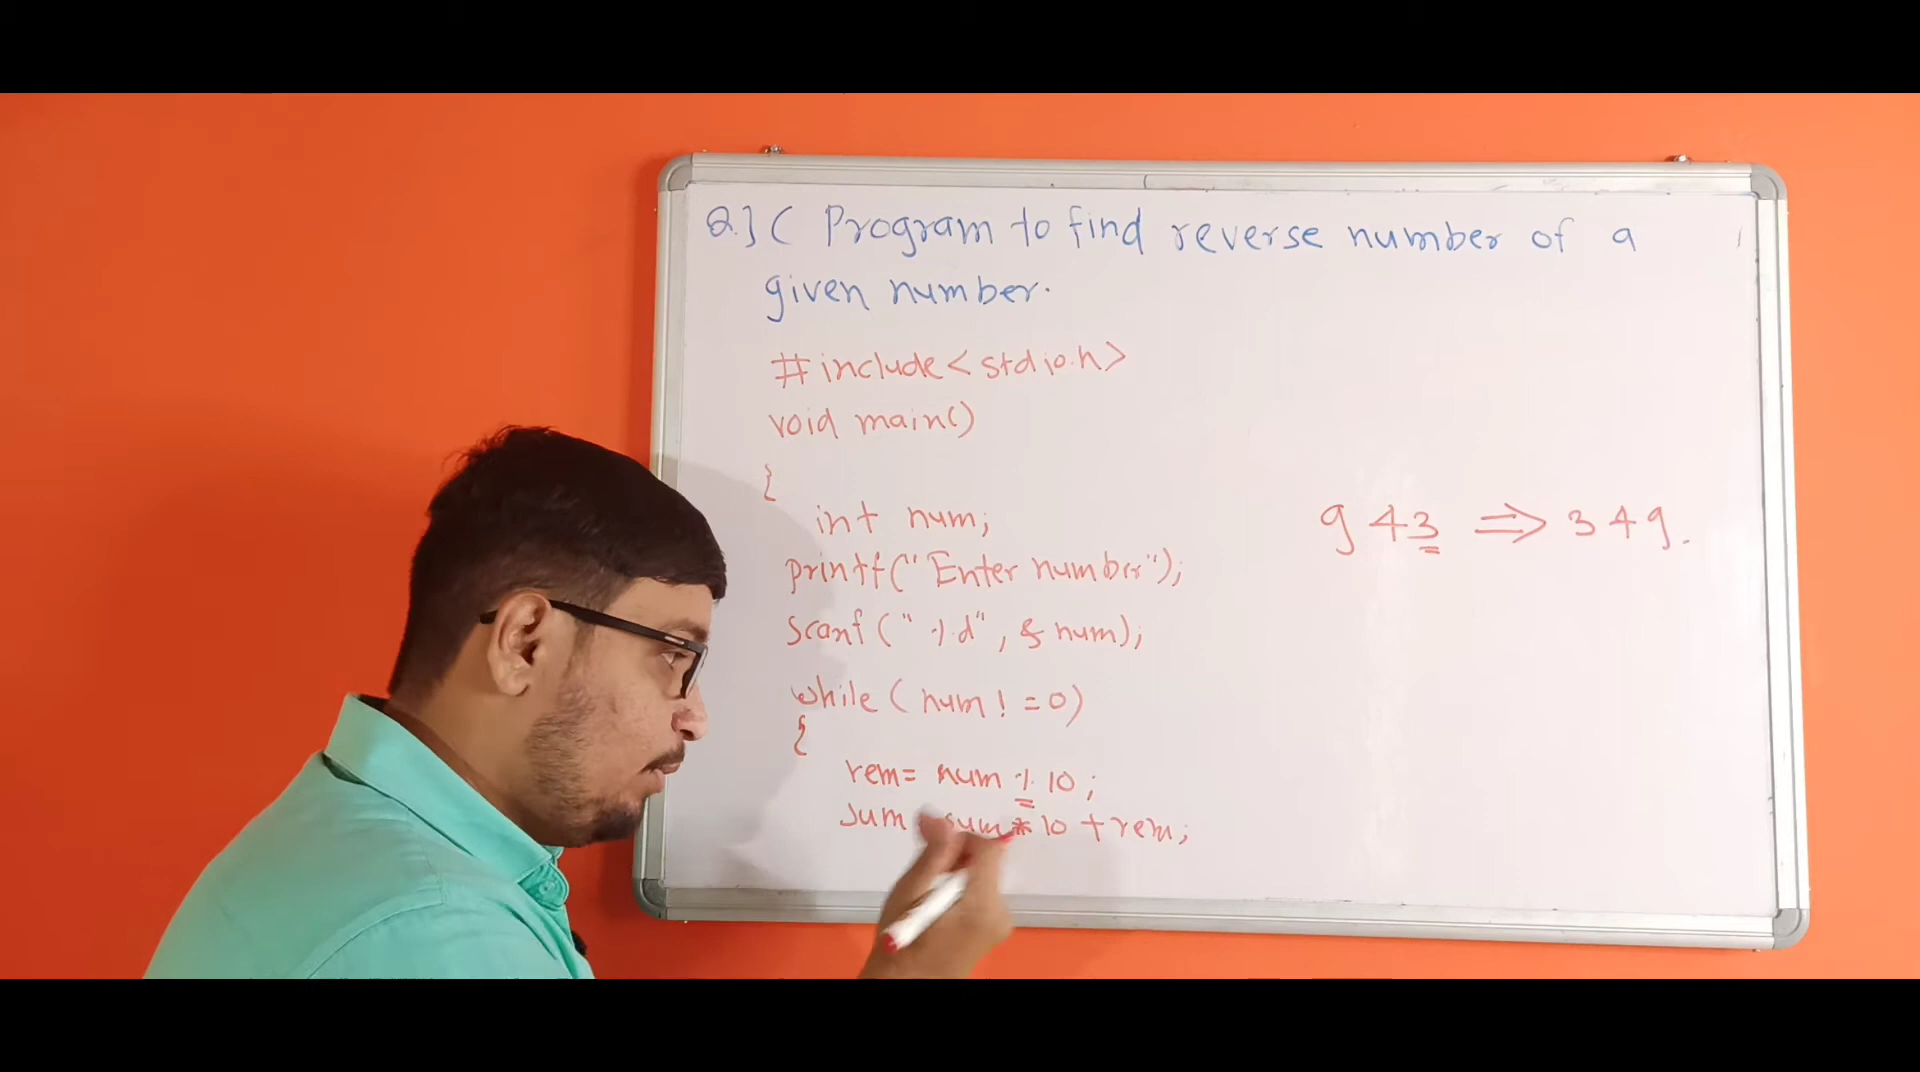 Q.] C Program to find reverse number of a
given number.
#include<stdio.h>
void main()
{
int num;
printf("Enter number");
scanf("%d", & num);
while (num != 0)
{
rem = num % 10;
sum = sum * 10 + rem;
943 ⇒ 349.